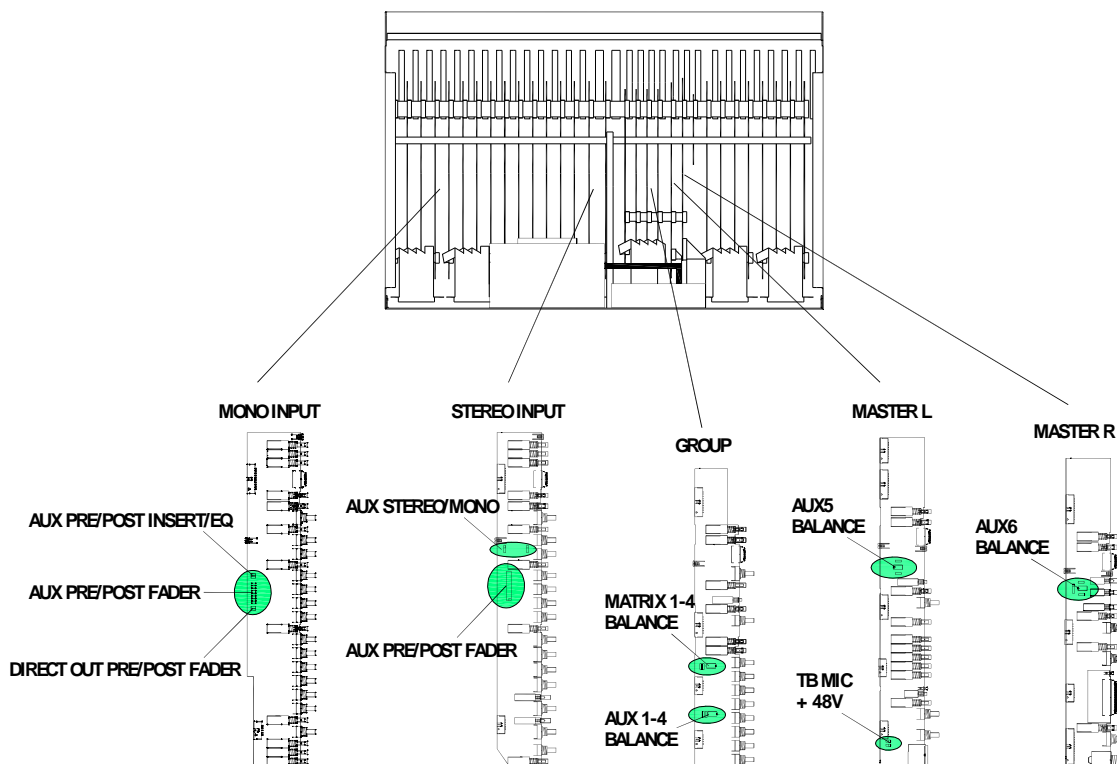 MONO INPUT
STEREO INPUT
GROUP
MASTER L
MASTER R
AUX PRE/POST INSERT/EQ
AUX PRE/POST FADER
DIRECT OUT PRE/POST FADER
AUX STEREO/MONO
AUX PRE/POST FADER
MATRIX 1-4
BALANCE
AUX 1-4
BALANCE
AUX5
BALANCE
TB MIC
+ 48V
AUX6
BALANCE